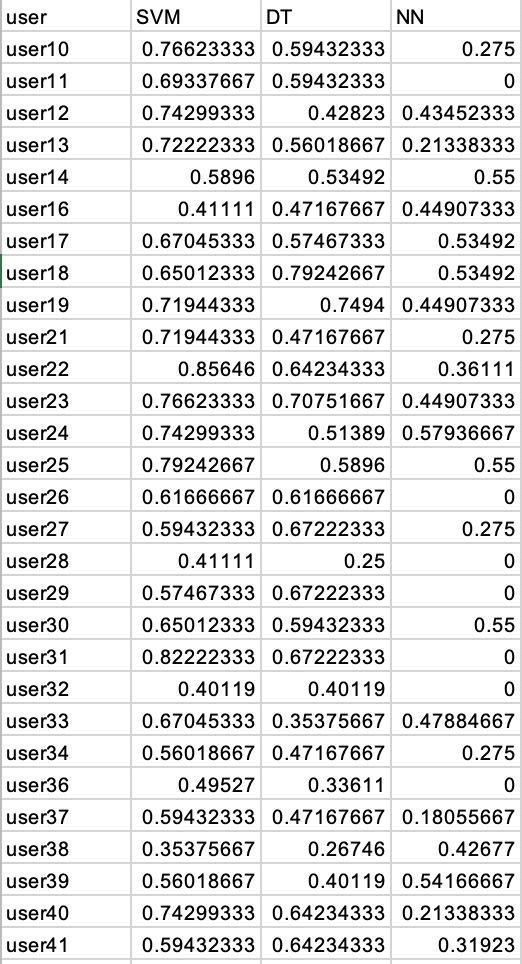 user SVM DT NN
user10 0.76623333 0.59432333 0.275
user11 0.69337667 0.59432333 0
user12 0.74299333 0.42823 0.43452333
user13 0.72222333 0.56018667 0.21338333
user14 0.5896 0.53492 0.55
user16 0.41111 0.47167667 0.44907333
user17 0.67045333 0.57467333 0.53492
user18 0.65012333 0.79242667 0.53492
user19 0.71944333 0.7494 0.44907333
user21 0.71944333 0.47167667 0.275
user22 0.85646 0.64234333 0.36111
user23 0.76623333 0.70751667 0.44907333
user24 0.74299333 0.51389 0.57936667
user25 0.79242667 0.5896 0.55
user26 0.61666667 0.61666667 0
user27 0.59432333 0.67222333 0.275
user28 0.41111 0.25 0
user29 0.57467333 0.67222333 0
user30 0.65012333 0.59432333 0.55
user31 0.82222333 0.67222333 0
user32 0.40119 0.40119 0
user33 0.67045333 0.35375667 0.47884667
user34 0.56018667 0.47167667 0.275
user36 0.49527 0.33611 0
user37 0.59432333 0.47167667 0.18055667
user38 0.35375667 0.26746 0.42677
user39 0.56018667 0.40119 0.54166667
user40 0.74299333 0.64234333 0.21338333
user41 0.59432333 0.64234333 0.31923